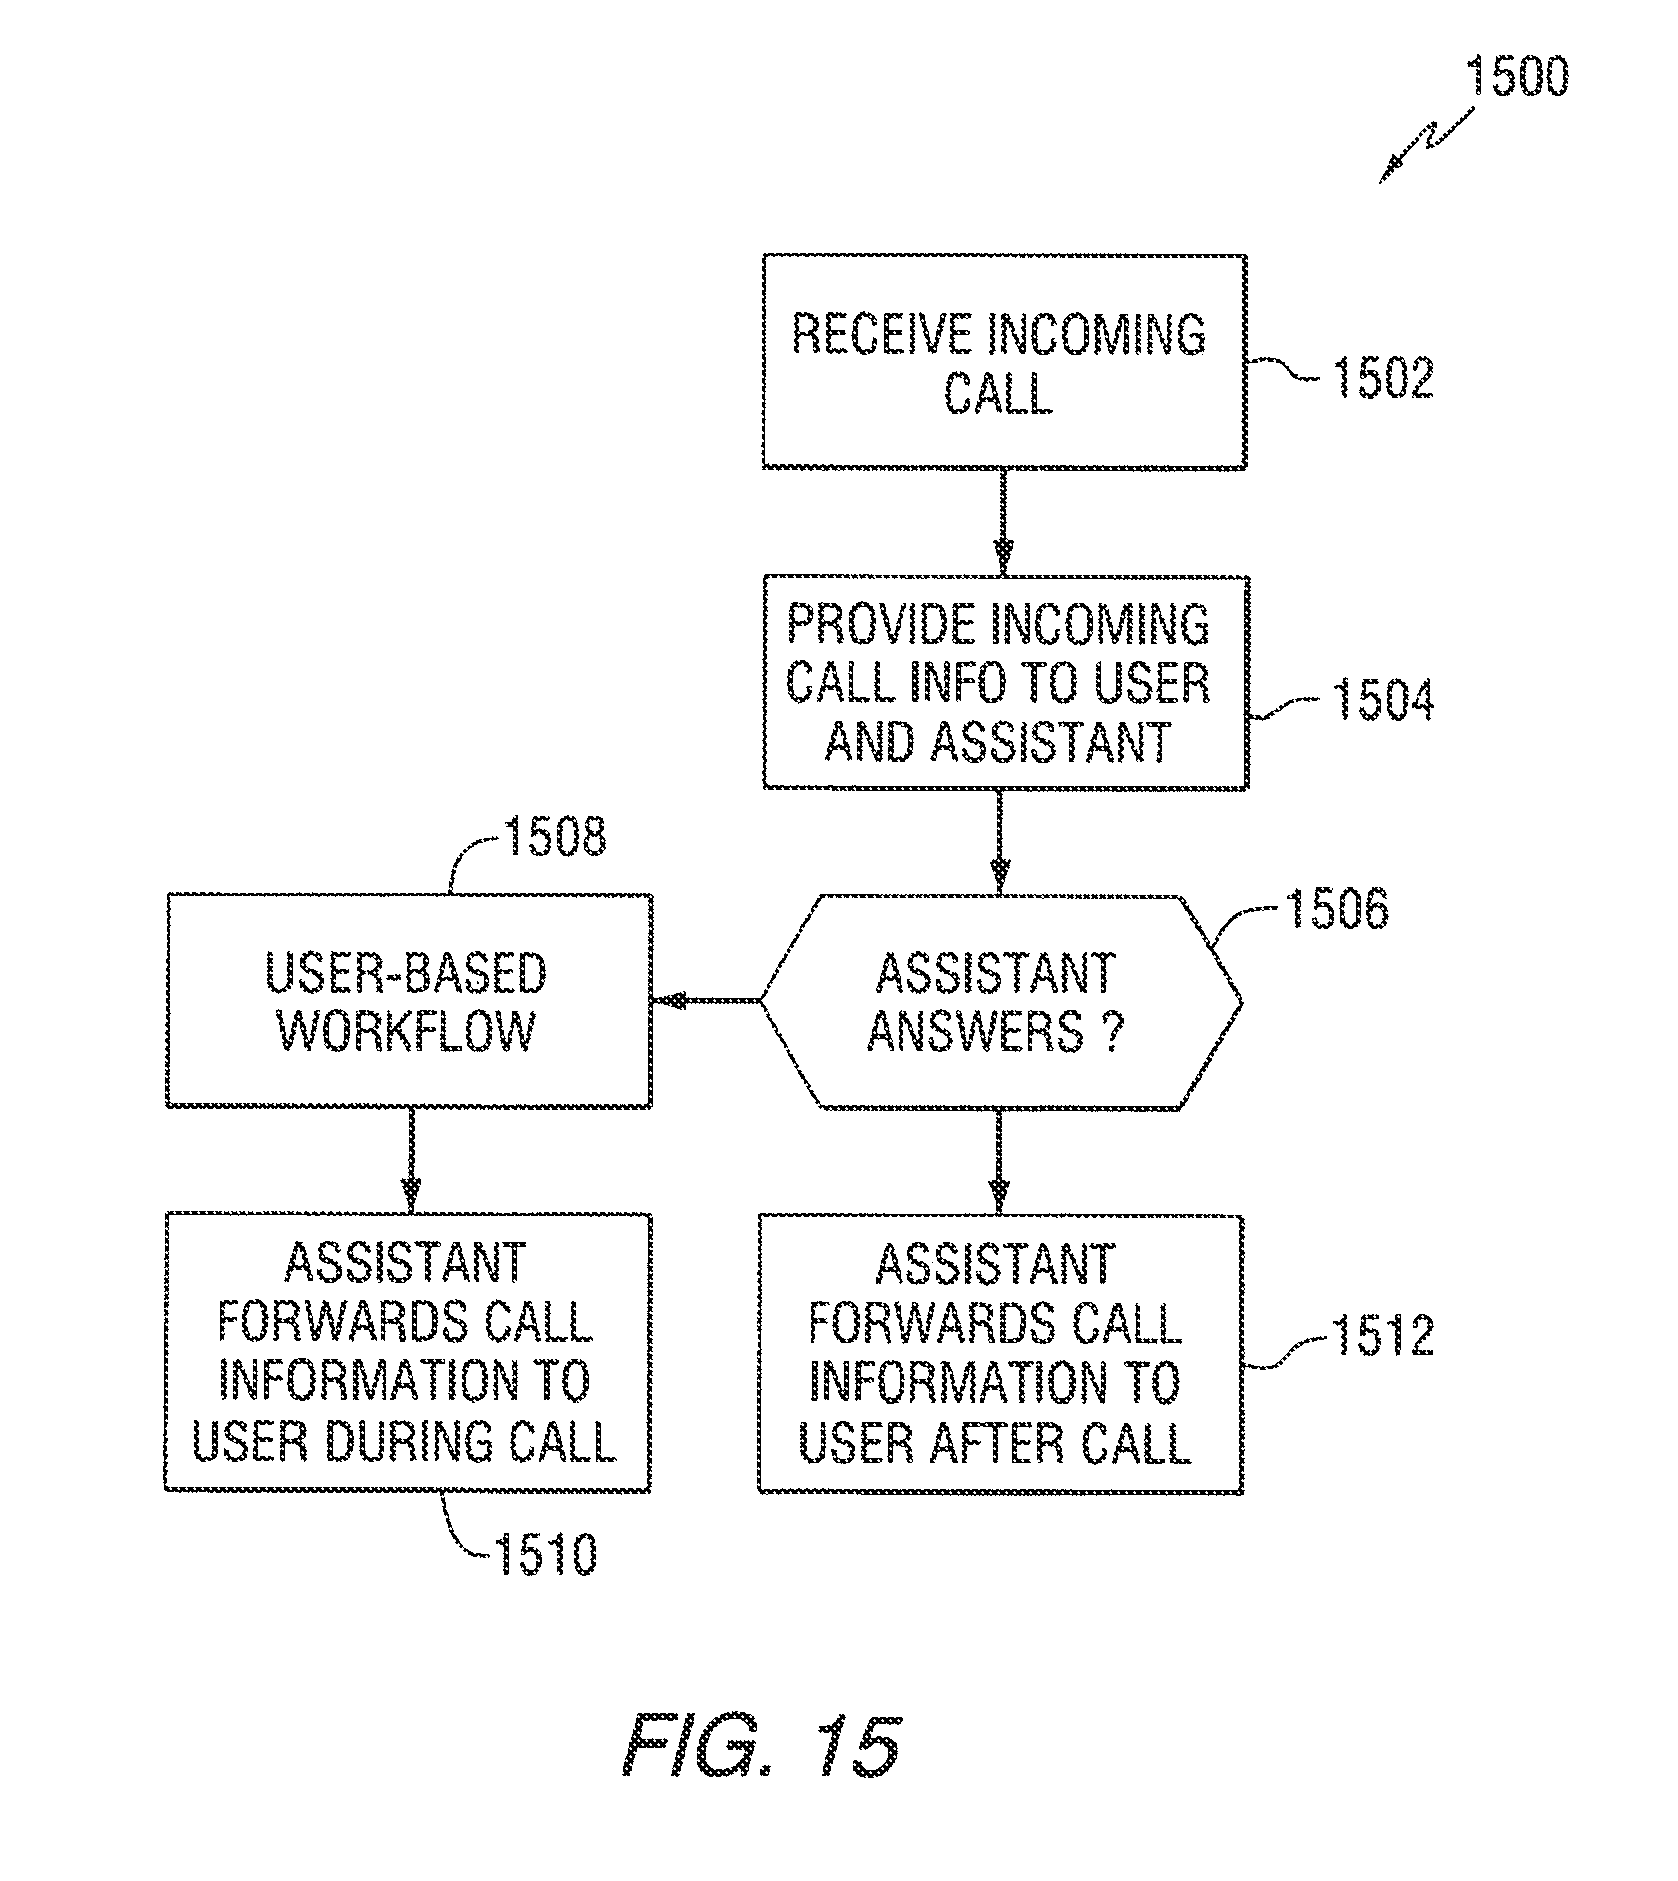 1500
RECEIVE INCOMING
CALL
1502
PROVIDE INCOMING
CALL INFO TO USER
AND ASSISTANT
1504
1508
USER-BASED
WORKFLOW
ASSISTANT
ANSWERS ?
1506
ASSISTANT
FORWARDS CALL
INFORMATION TO
USER DURING CALL
1510
ASSISTANT
FORWARDS CALL
INFORMATION TO
USER AFTER CALL
1512
FIG. 15